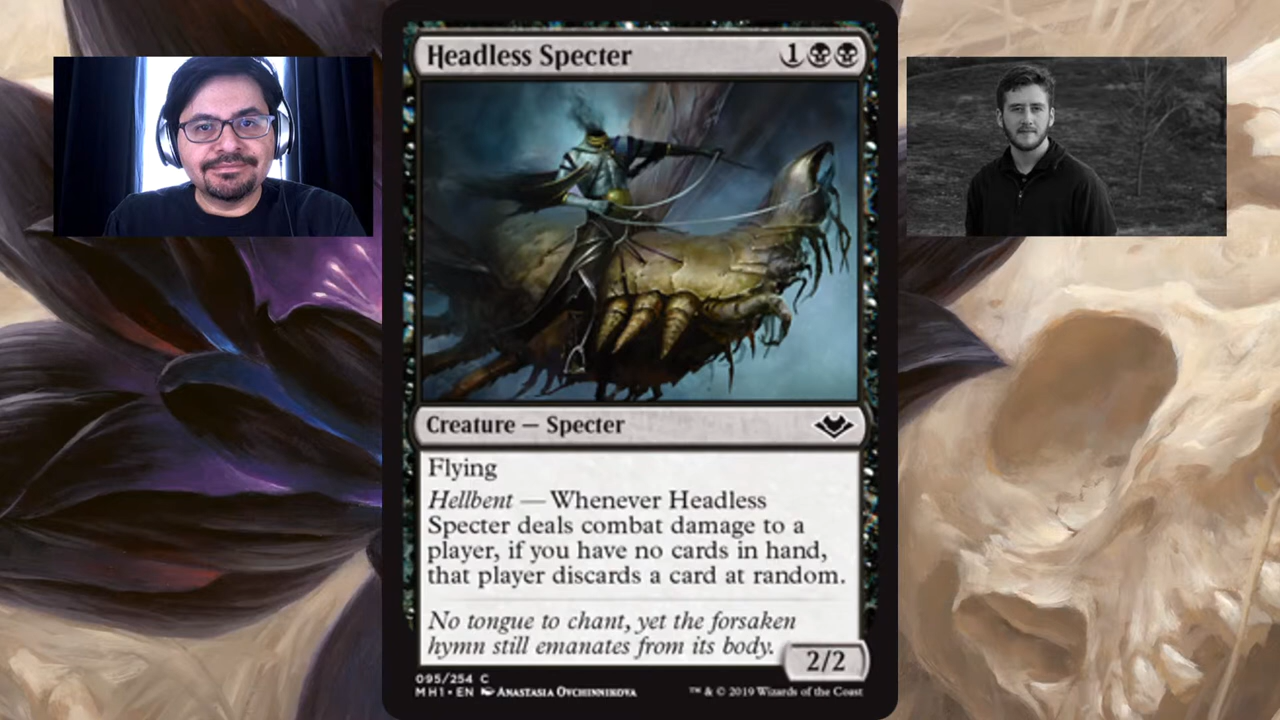 Headless Specter 1
Creature — Specter
Flying
Hellbent — Whenever Headless
Specter deals combat damage to a
player, if you have no cards in hand,
that player discards a card at random.
No tongue to chant, yet the forsaken
hymn still emanates from its body.
2/2
095/254 C
MH1 • EN Anastasia Ovchinnikova
™ & © 2019 Wizards of the Coast